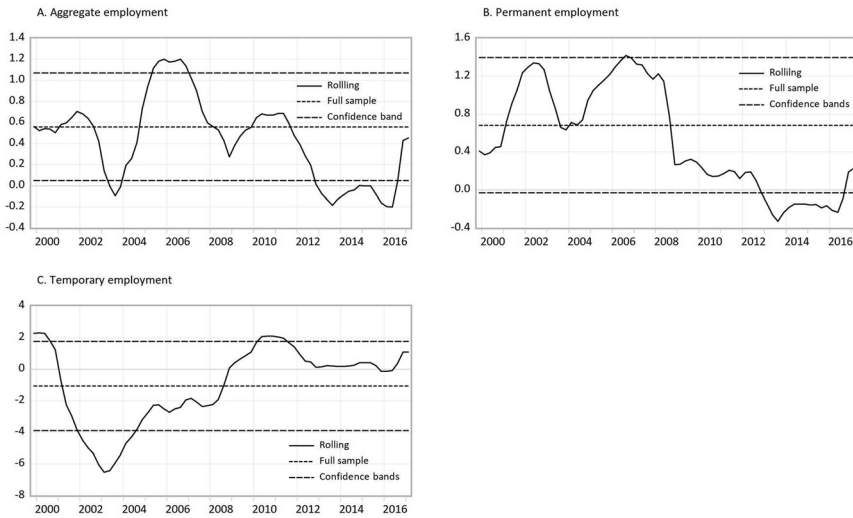 A. Aggregate employment
1.4
1.2
1.0
0.8
0.6
0.4
0.2
0.0
-0.2
-0.4
Rollling
Full sample
Confidence band
2000 2002 2004 2006 2008 2010 2012 2014 2016
B. Permanent employment
1.6
1.2
0.8
0.4
0.0
-0.4
Rollilng
Full sample
Confidence bands
2000 2002 2004 2006 2008 2010 2012 2014 2016
C. Temporary employment
4
2
0
-2
-4
-6
-8
Rolling
Full sample
Confidence bands
2000 2002 2004 2006 2008 2010 2012 2014 2016